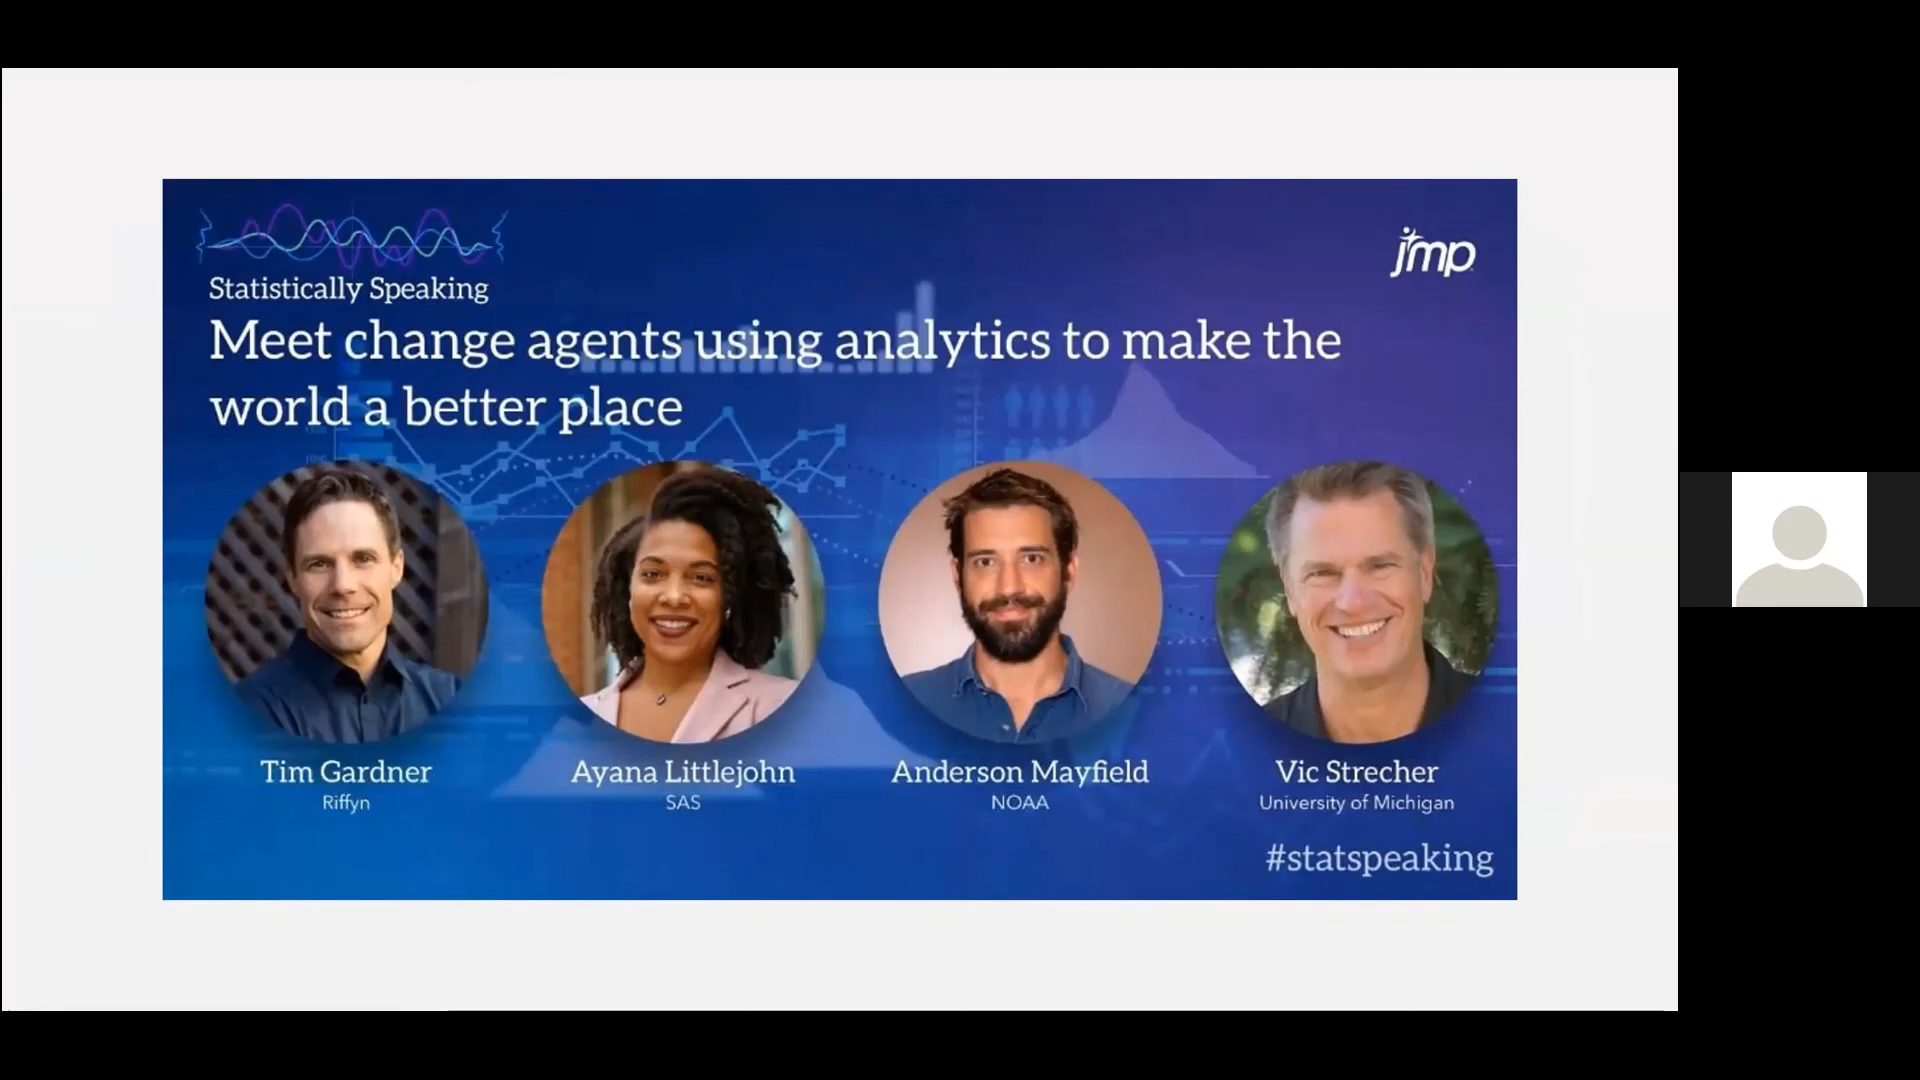 jmp
Statistically Speaking
Meet change agents using analytics to make the
world a better place
Tim Gardner
Riffyn
Ayana Littlejohn
SAS
Anderson Mayfield
NOAA
Vic Strecher
University of Michigan
#statspeaking